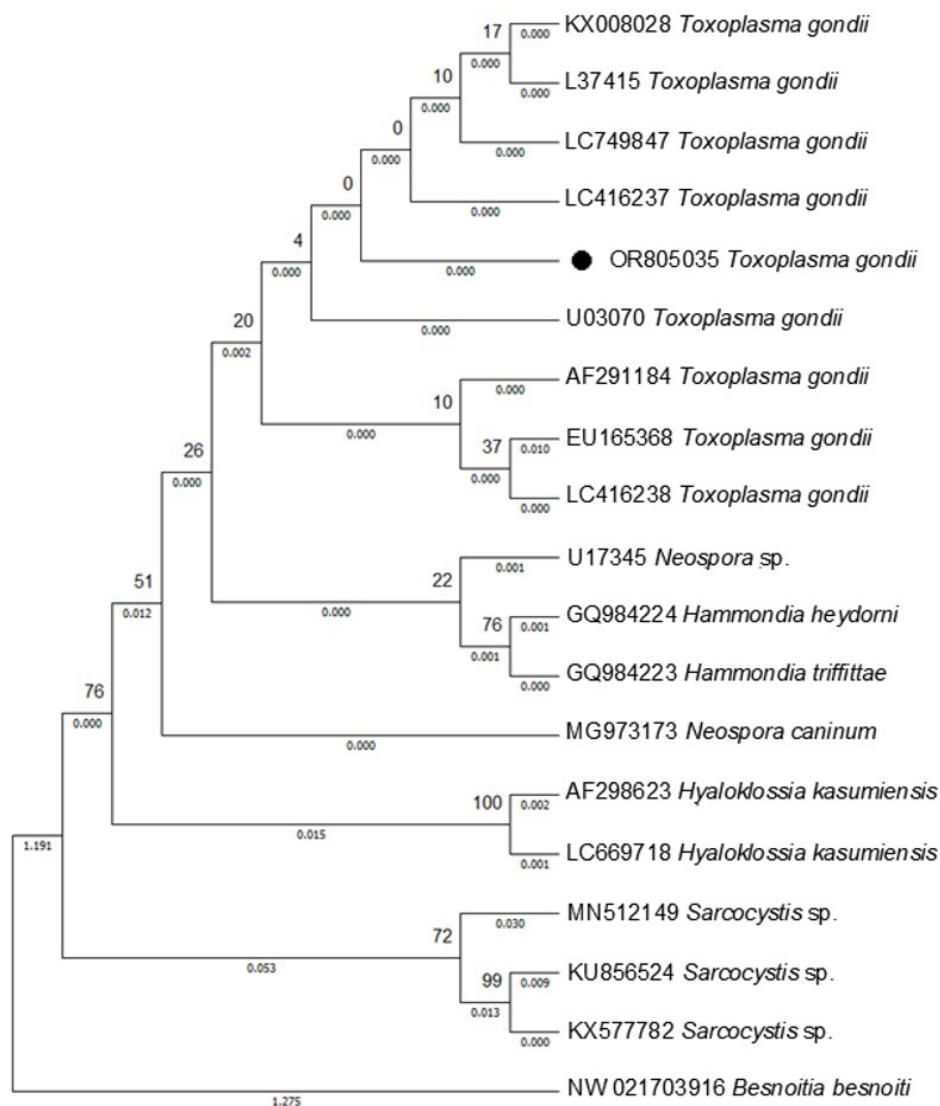 17
0.000
KX008028 Toxoplasma gondii
10
0.000
0.000
L37415 Toxoplasma gondii
0
0.000
0.000
LC749847 Toxoplasma gondii
0
0.000
0.000
LC416237 Toxoplasma gondii
4
0.000
0.000
OR805035 Toxoplasma gondii
20
0.000
0.000
U03070 Toxoplasma gondii
0.002
10
0.000
AF291184 Toxoplasma gondii
26
0.000
37
0.010
EU165368 Toxoplasma gondii
0.000
0.000
0.000
LC416238 Toxoplasma gondii
51
22
0.001
U17345 Neospora sp.
0.012
0.000
76
0.001
GQ984224 Hammondia heydorni
0.001
0.000
GQ984223 Hammondia triffittae
76
0.000
0.000
MG973173 Neospora caninum
100
0.002
AF298623 Hyaloklossia kasumiensis
0.015
1.191
0.001
LC669718 Hyaloklossia kasumiensis
72
0.030
MN512149 Sarcocystis sp.
0.053
99
0.009
KU856524 Sarcocystis sp.
0.013
0.000
KX577782 Sarcocystis sp.
1.275
NW 021703916 Besnoitia besnoiti